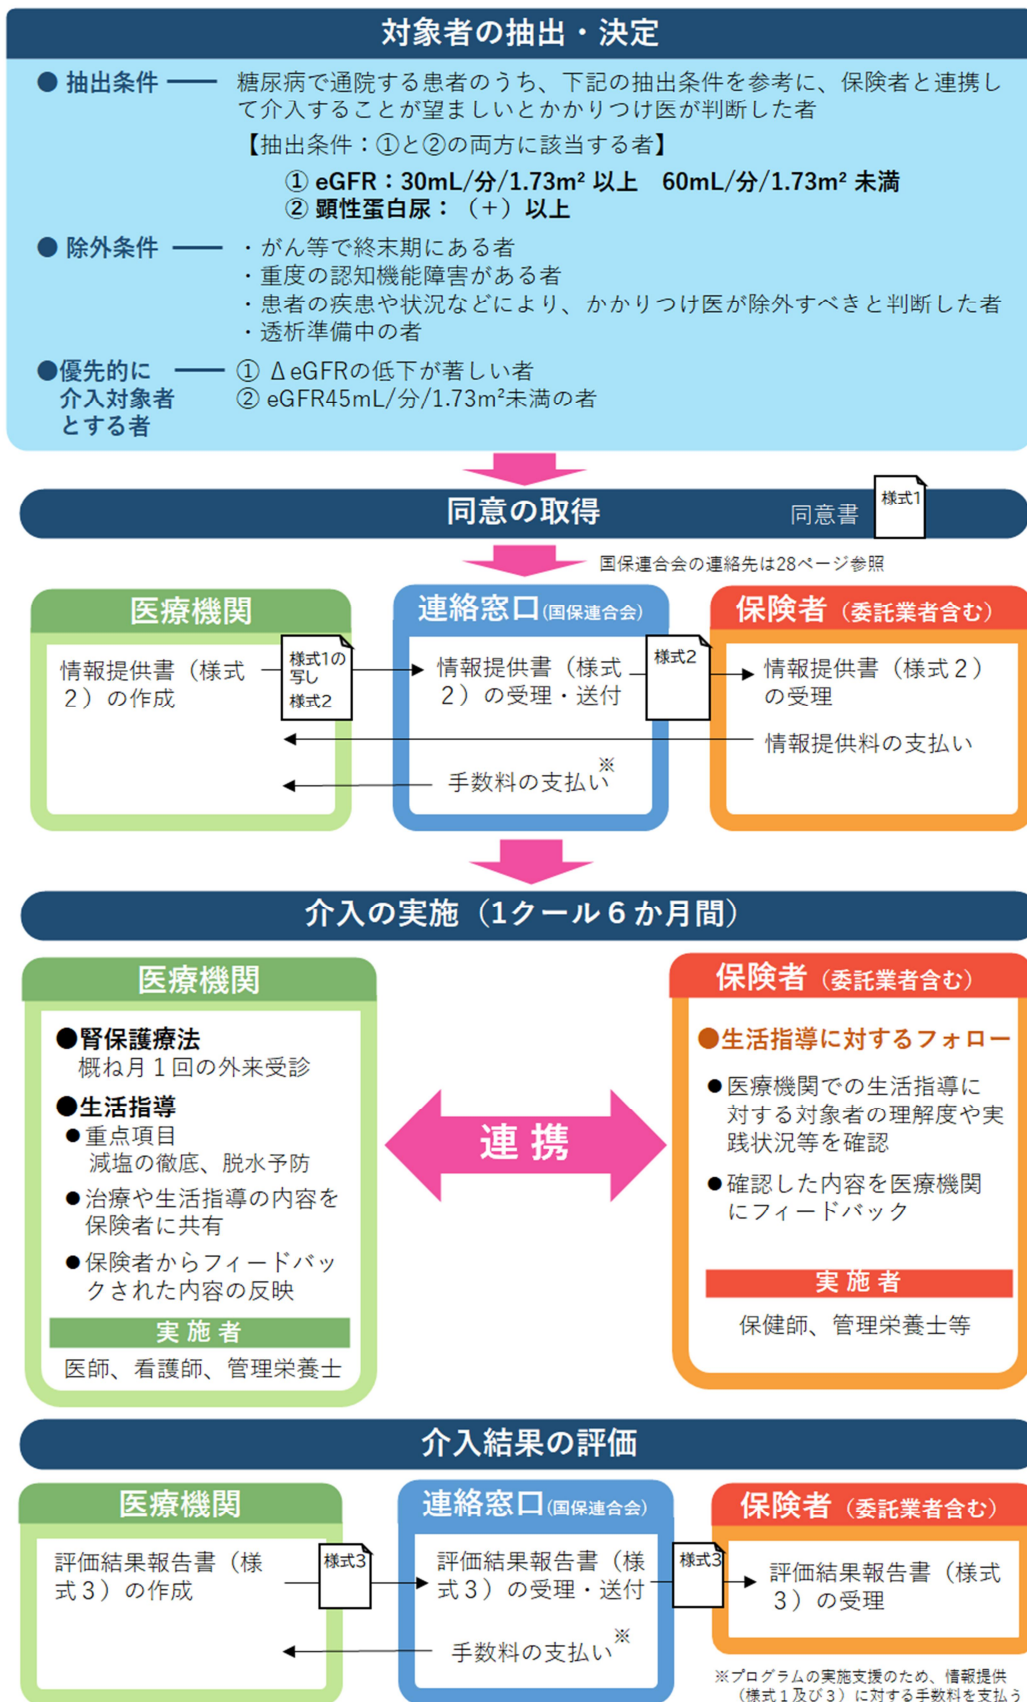 対象者の抽出・決定
● 抽出条件 糖尿病で通院する患者のうち、下記の抽出条件を参考に、保険者と連携し
て介入することが望ましいとかかりつけ医が判断した者
【抽出条件：①と②の両方に該当する者】
① eGFR：30mL/分/1.73m² 以上　60mL/分/1.73m² 未満
② 顕性蛋白尿：（+）以上
● 除外条件 ・がん等で終末期にある者
・重度の認知機能障害がある者
・患者の疾患や状況などにより、かかりつけ医が除外すべきと判断した者
・透析準備中の者
●優先的に 介入対象者 とする者
① ΔeGFRの低下が著しい者
② eGFR45mL/分/1.73m²未満の者
同意の取得
同意書
様式1
国保連合会の連絡先は28ページ参照
医療機関
情報提供書（様式
2）の作成
様式1の
写し
様式2
連絡窓口(国保連合会)
情報提供書（様式
2）の受理・送付
様式2
保険者（委託業者含む）
情報提供書（様式2）
の受理
情報提供料の支払い
手数料の支払い※
介入の実施（1クール６か月間）
医療機関
●腎保護療法
概ね月１回の外来受診
●生活指導
●重点項目
減塩の徹底、脱水予防
●治療や生活指導の内容を
保険者に共有
●保険者からフィードバッ
クされた内容の反映
実施者
医師、看護師、管理栄養士
連携
保険者（委託業者含む）
●生活指導に対するフォロー
●医療機関での生活指導に
対する対象者の理解度や実
践状況等を確認
●確認した内容を医療機関
にフィードバック
実施者
保健師、管理栄養士等
介入結果の評価
医療機関
評価結果報告書（様
式３）の作成
様式3
連絡窓口(国保連合会)
評価結果報告書（様
式３）の受理・送付
様式3
保険者（委託業者含む）
評価結果報告書（様式
３）の受理
手数料の支払い※
※プログラムの実施支援のため、情報提供
（様式１及び３）に対する手数料を支払う